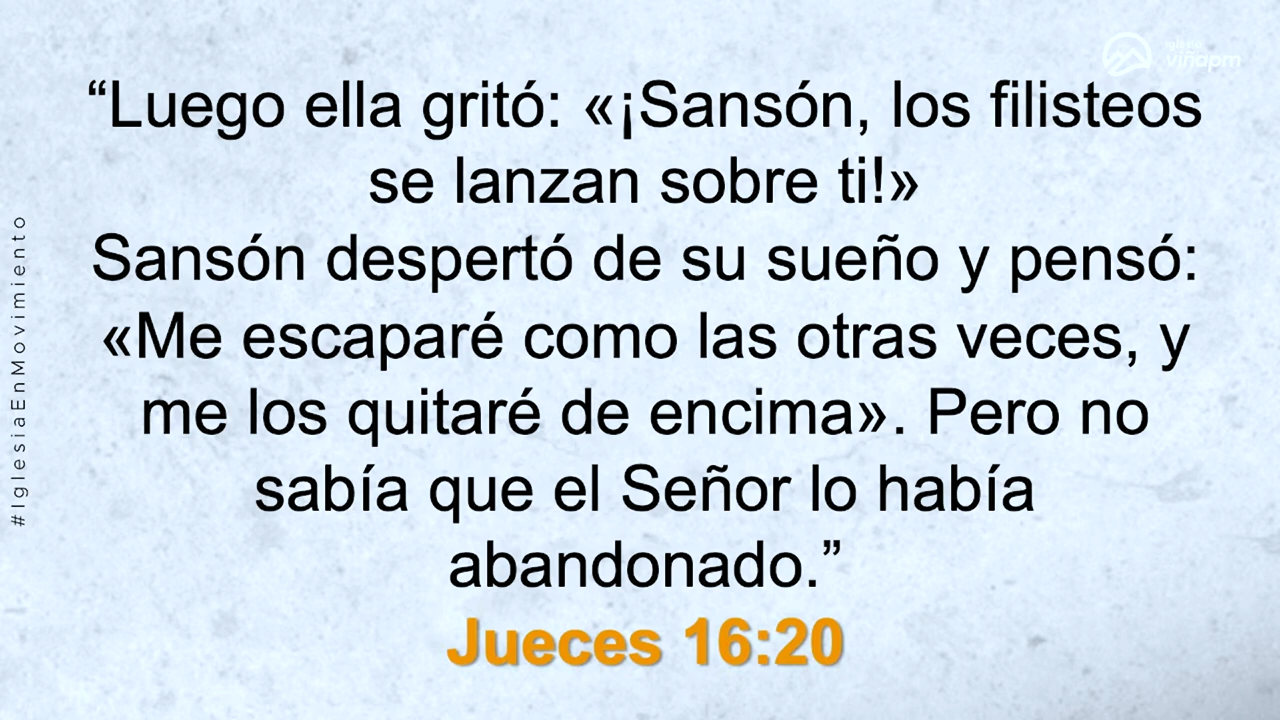 iglesia
viñapm
“Luego ella gritó: «¡Sansón, los filisteos
se lanzan sobre ti!»
Sansón despertó de su sueño y pensó:
«Me escaparé como las otras veces, y
me los quitaré de encima». Pero no
sabía que el Señor lo había
abandonado.”
Jueces 16:20
#IglesiaEnMovimiento